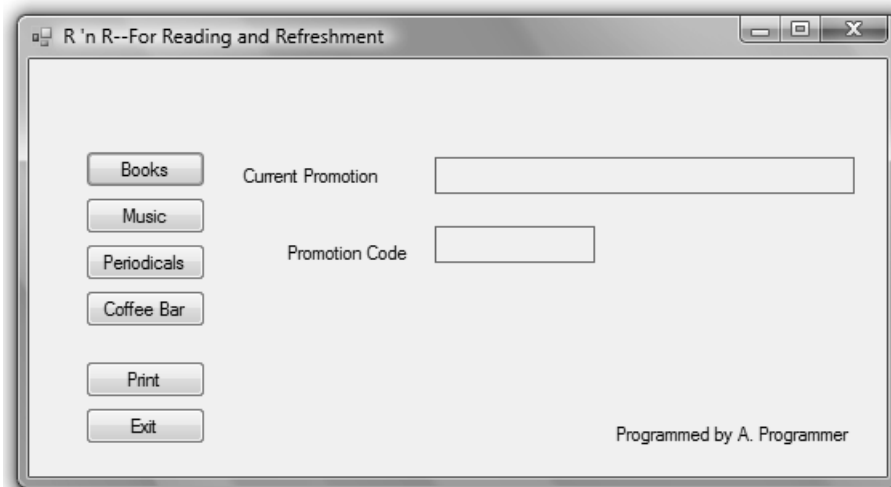 R 'n R--For Reading and Refreshment
Books
Current Promotion
Music
Periodicals
Promotion Code
Coffee Bar
Print
Exit
Programmed by A. Programmer